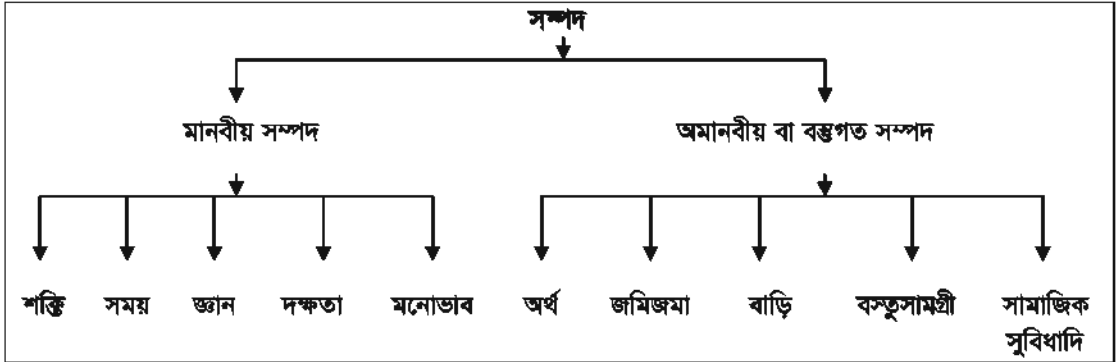 সম্পদ
মানবীয় সম্পদ অমানবীয় বা বস্তুগত সম্পদ
শক্তি সময় জ্ঞান দক্ষতা মনোভাব অর্থ জমিজমা বাড়ি বস্তুসামগ্রী সামাজিক
সুবিধাদি